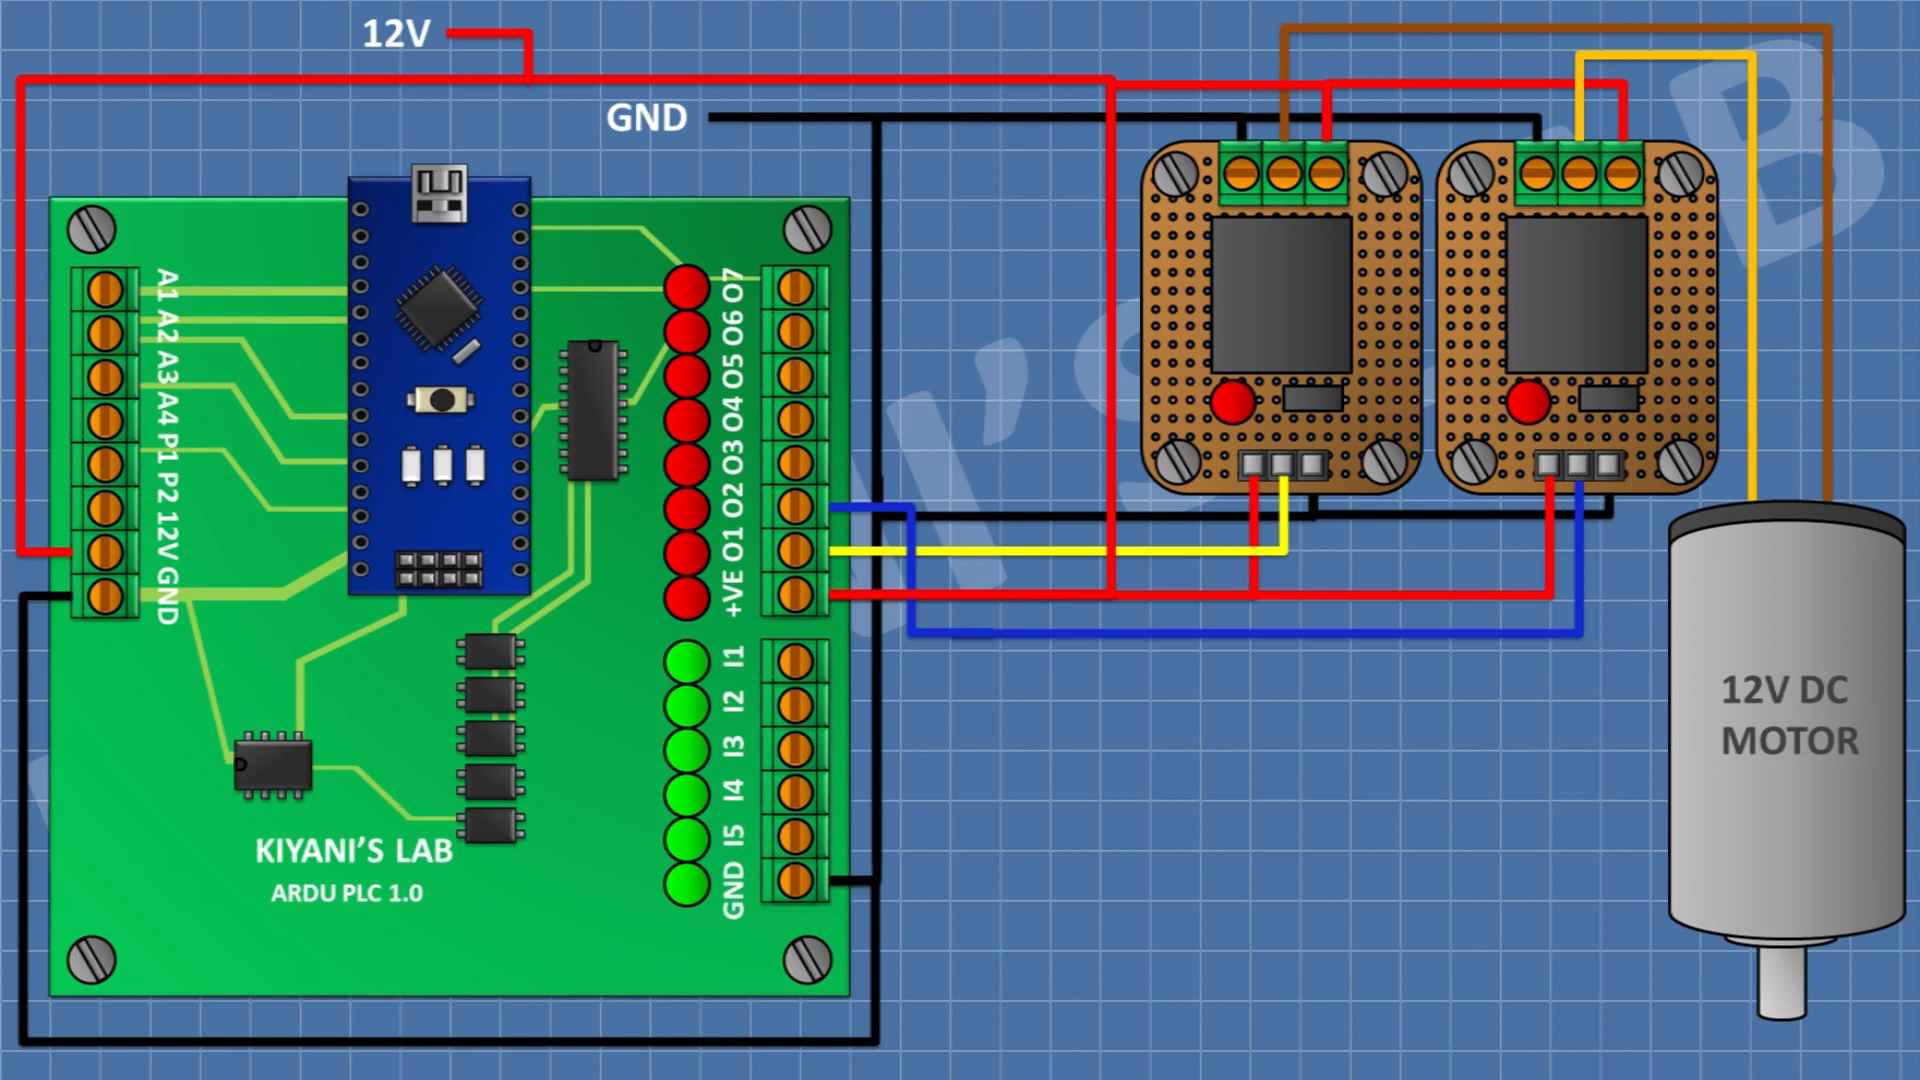 12V
GND
A1 A2 A3 A4 P1 P2 12V GND
+VE O1 O2 O3 O4 O5 O6 O7
I1
I2
I3
I4
I5
GND
KIYANI'S LAB
ARDU PLC 1.0
12V DC
MOTOR